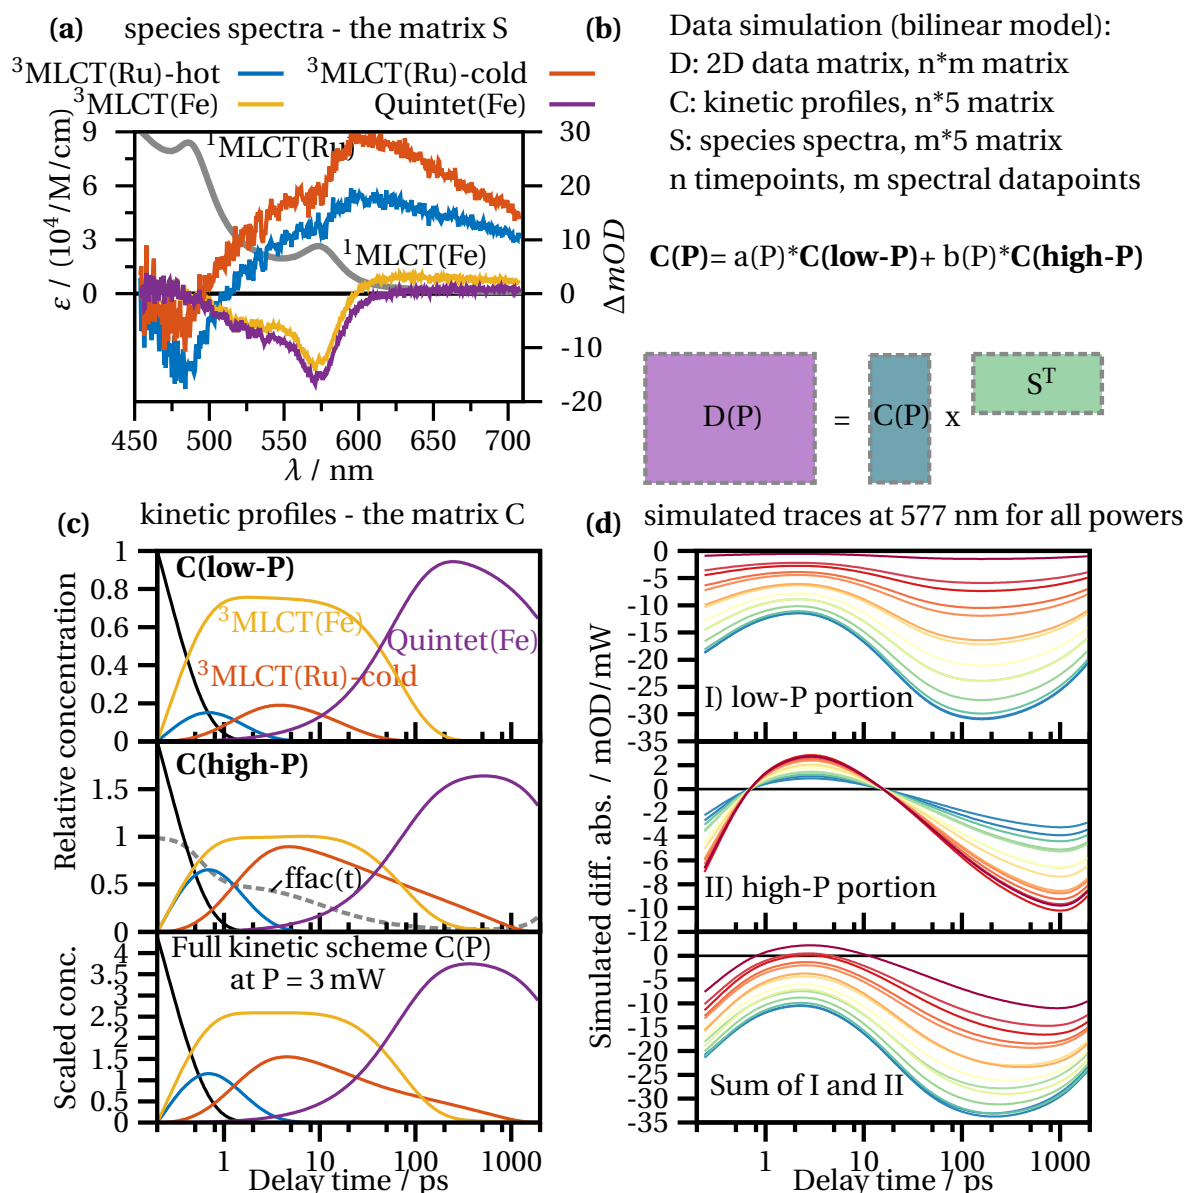 (a) species spectra - the matrix S
³MLCT(Ru)-hot ³MLCT(Ru)-cold
³MLCT(Fe) Quintet(Fe)
ε / (10⁴/M/cm)
9
6
3
0
¹MLCT(Ru)
¹MLCT(Fe)
30
20
10
0
-10
-20
ΔmOD
450 500 550 600 650 700
λ / nm
(b) Data simulation (bilinear model):
D: 2D data matrix, n*m matrix
C: kinetic profiles, n*5 matrix
S: species spectra, m*5 matrix
n timepoints, m spectral datapoints
C(P)= a(P)*C(low-P)+ b(P)*C(high-P)
D(P) = C(P) x Sᵀ
(c) kinetic profiles - the matrix C
Relative concentration
1
0.8
0.6
0.4
0.2
0
C(low-P)
³MLCT(Fe)
Quintet(Fe)
³MLCT(Ru)-cold
1.5
1
0.5
0
C(high-P)
ffac(t)
Scaled conc.
4
3.5
3
2.5
2
1.5
1
0.5
0
Full kinetic scheme C(P)
at P = 3 mW
1 10 100 1000
Delay time / ps
(d) simulated traces at 577 nm for all powers
Simulated diff. abs. / mOD/mW
0
-5
-10
-15
-20
-25
-30
-35
I) low-P portion
2
0
-2
-4
-6
-8
-10
-12
II) high-P portion
5
0
-5
-10
-15
-20
-25
-30
-35
Sum of I and II
1 10 100 1000
Delay time / ps